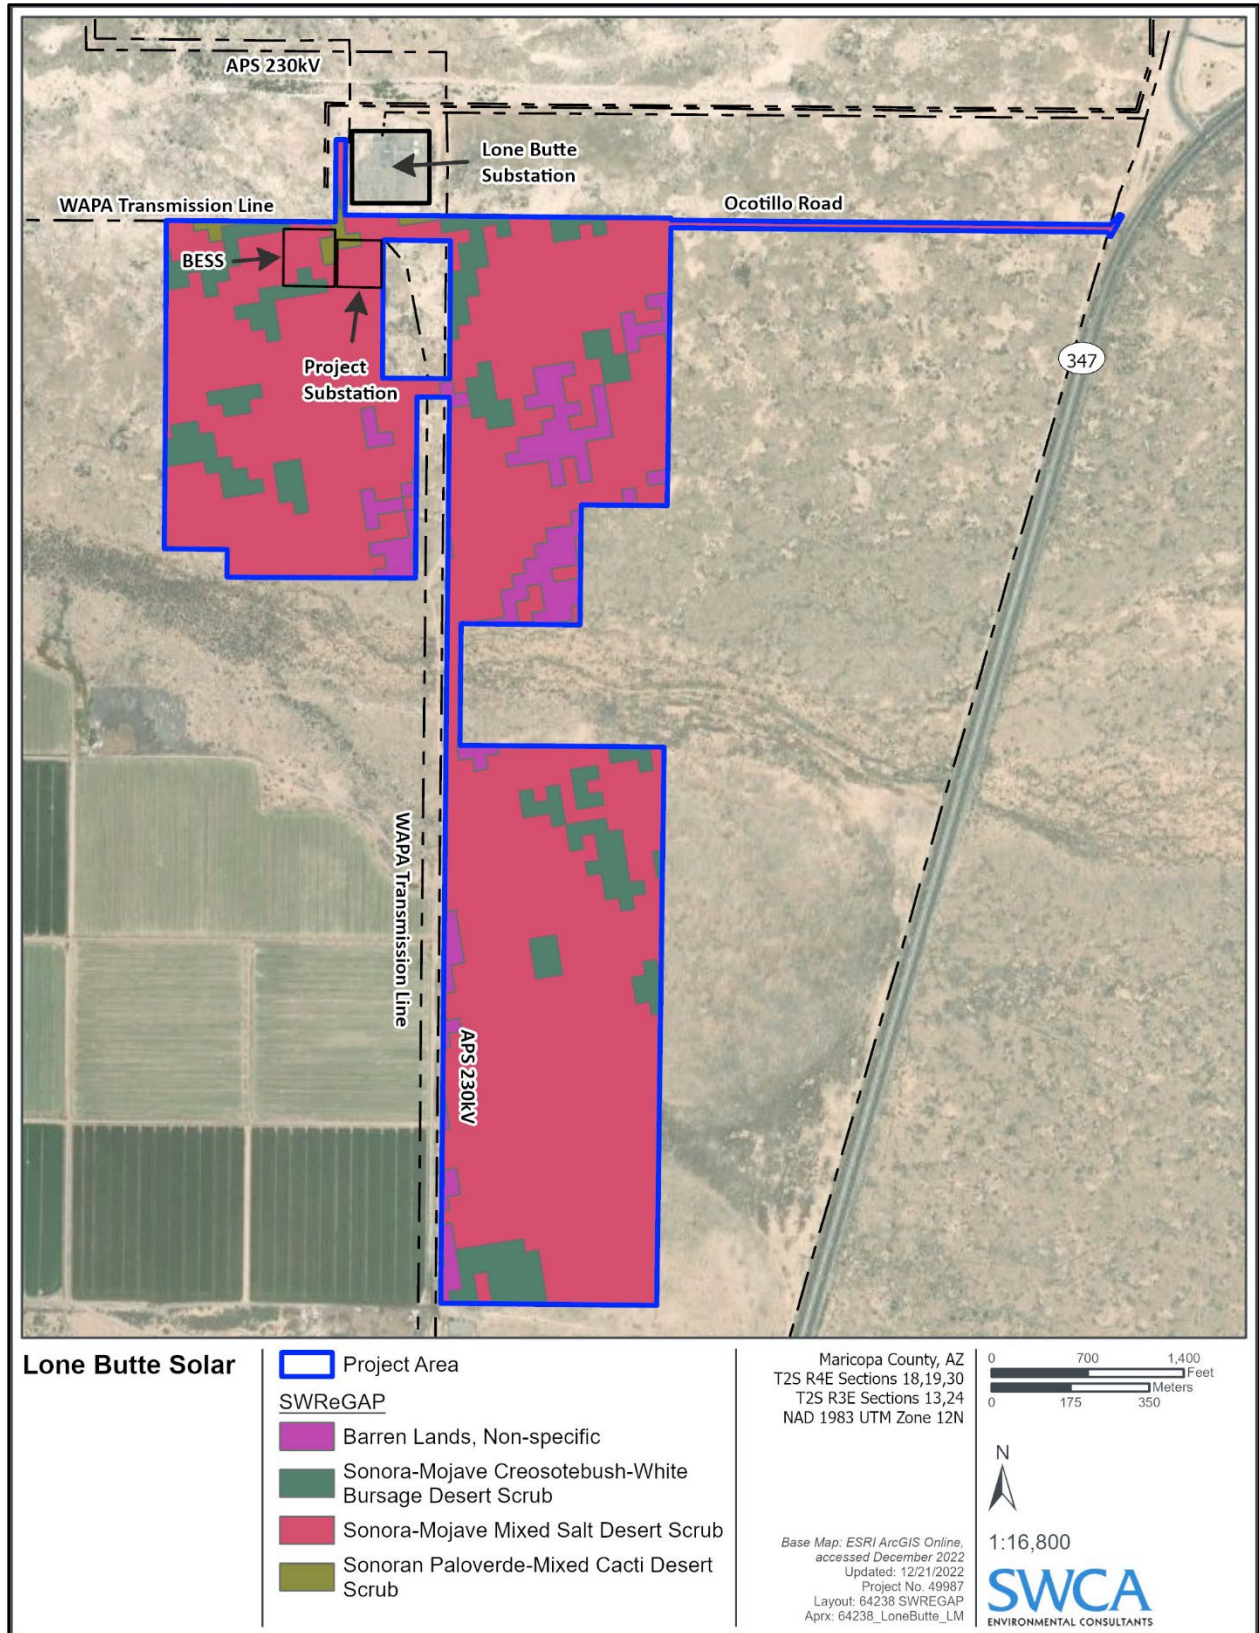 APS 230kV
Lone Butte
Substation
WAPA Transmission Line
Ocotillo Road
BESS
Project
Substation
347
WAPA Transmission Line
APS 230kV
Lone Butte Solar
Project Area
SWReGAP
Barren Lands, Non-specific
Sonora-Mojave Creosotebush-White
Bursage Desert Scrub
Sonora-Mojave Mixed Salt Desert Scrub
Sonoran Paloverde-Mixed Cacti Desert
Scrub
Maricopa County, AZ
T2S R4E Sections 18,19,30
T2S R3E Sections 13,24
NAD 1983 UTM Zone 12N
Base Map: ESRI ArcGIS Online,
accessed December 2022
Updated: 12/21/2022
Project No. 49987
Layout: 64238 SWREGAP
Aprx: 64238_LoneButte_LM
0 700 1,400
Feet
Meters
0 175 350
N
1:16,800
SWCA
ENVIRONMENTAL CONSULTANTS